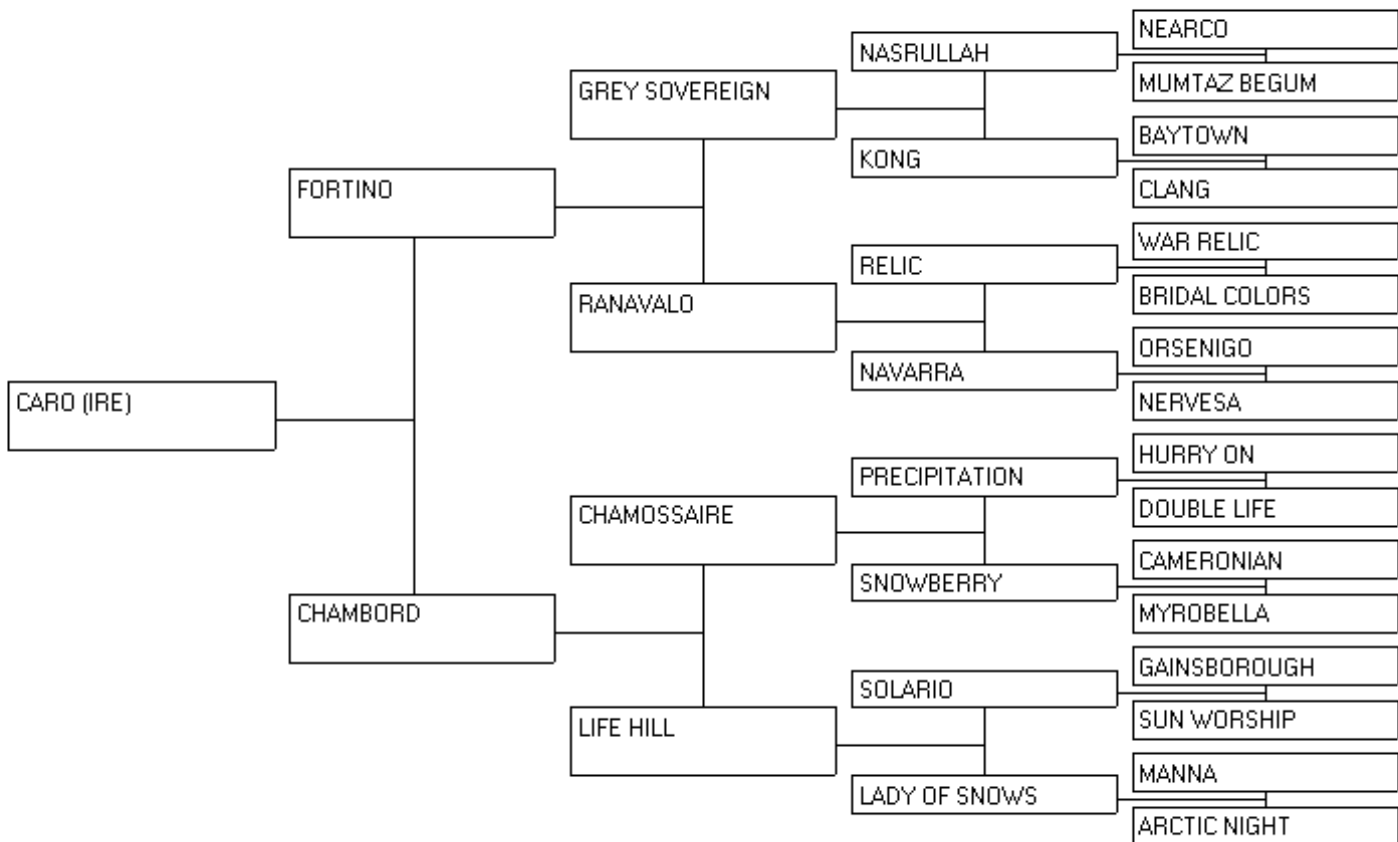 NEARCO
NASRULLAH
MUMTAZ BEGUM
GREY SOVEREIGN
BAYTOWN
KONG
CLANG
FORTINO
WAR RELIC
RELIC
BRIDAL COLORS
RANAVALO
ORSENIGO
NAVARRA
NERVESA
CARO (IRE)
HURRY ON
PRECIPITATION
DOUBLE LIFE
CHAMOSSAIRE
CAMERONIAN
SNOWBERRY
MYROBELLA
CHAMBORD
GAINSBOROUGH
SOLARIO
SUN WORSHIP
LIFE HILL
MANNA
LADY OF SNOWS
ARCTIC NIGHT